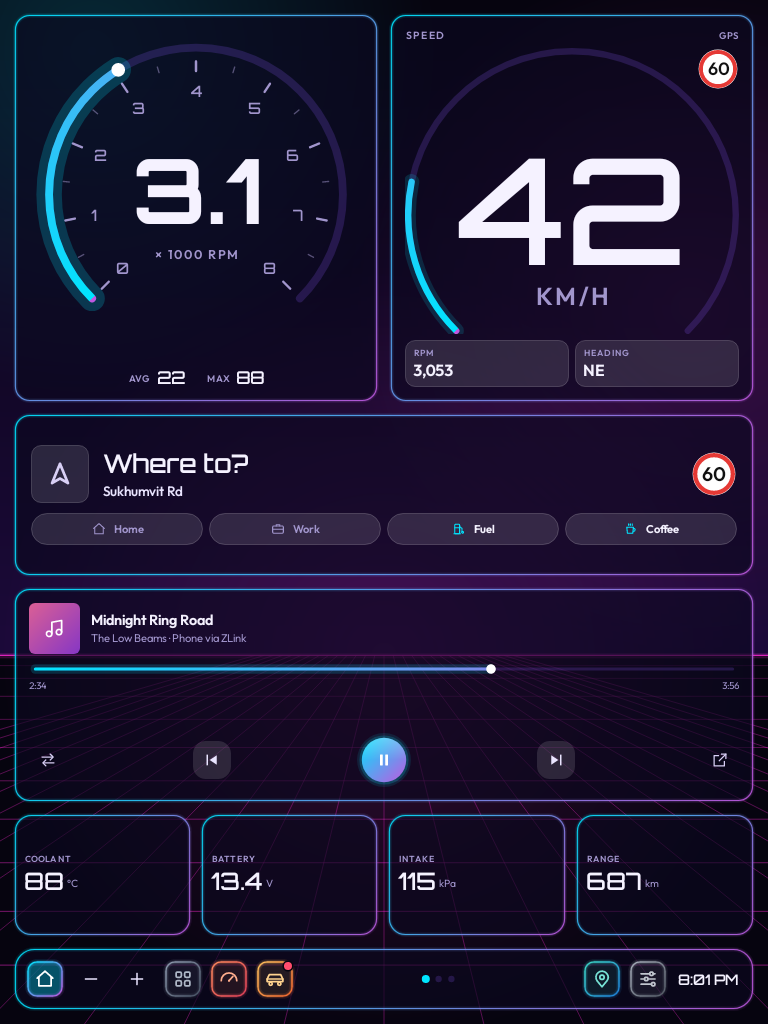 0
1
2
3
4
5
6
7
8
3.1
× 1000 RPM
AVG 22 MAX 88
SPEED
GPS
60
42
KM/H
RPM
3,053
HEADING
NE
Where to?
Sukhumvit Rd
60
Home
Work
Fuel
Coffee
Midnight Ring Road
The Low Beams · Phone via ZLink
2:34
3:56
COOLANT
88 °C
BATTERY
13.4 V
INTAKE
115 kPa
RANGE
687 km
8:01 PM